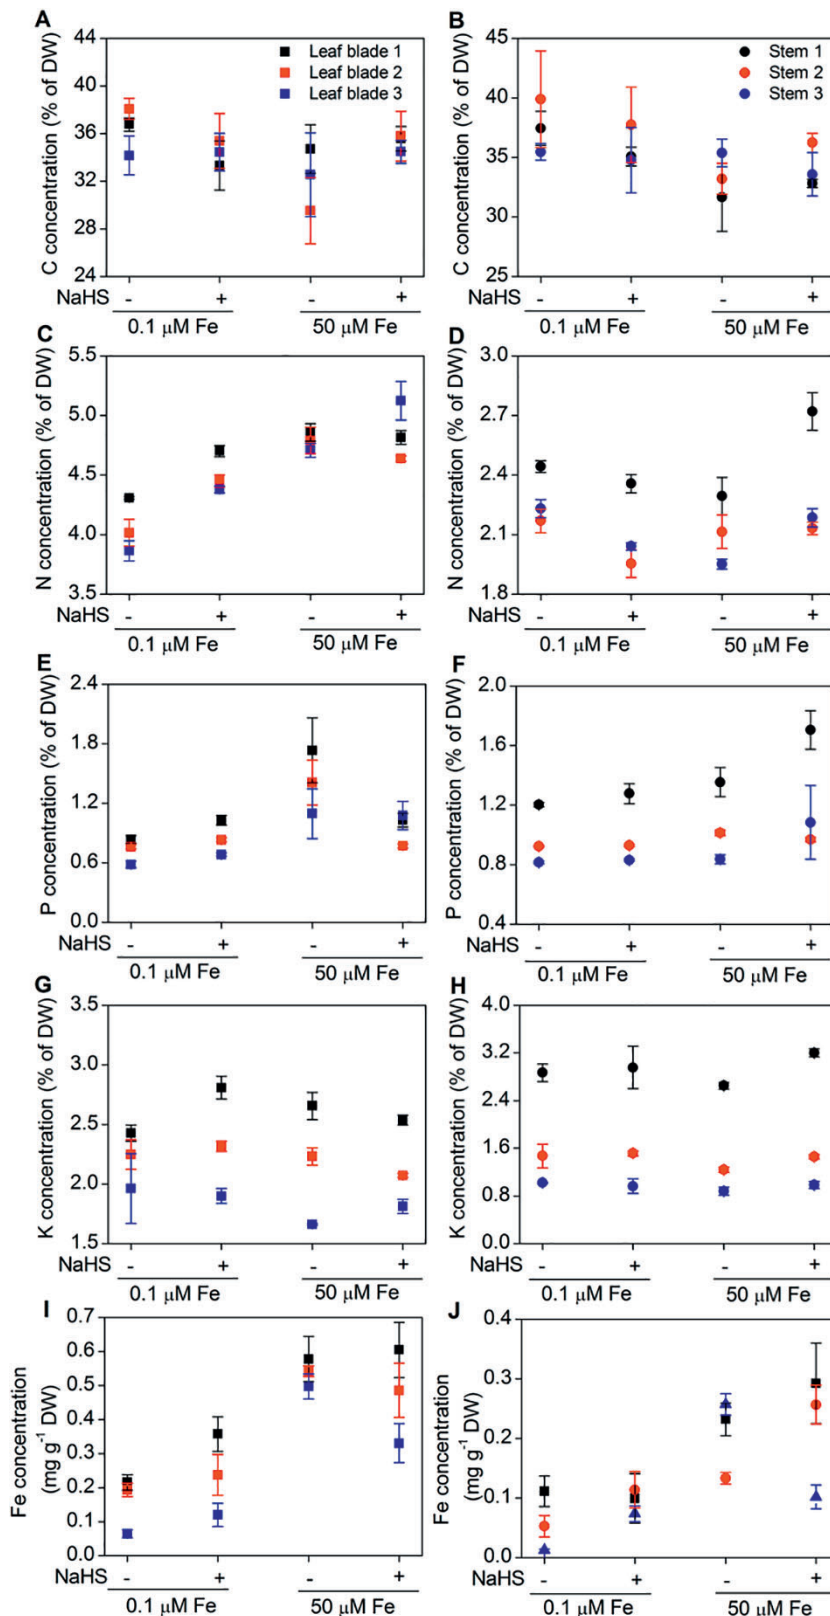 A
C concentration (% of DW)
44
40
36
32
28
24
Leaf blade 1
Leaf blade 2
Leaf blade 3
NaHS - + - +
0.1 μM Fe 50 μM Fe
B
C concentration (% of DW)
45
40
35
30
25
Stem 1
Stem 2
Stem 3
NaHS - + - +
0.1 μM Fe 50 μM Fe
C
N concentration (% of DW)
5.5
5.0
4.5
4.0
3.5
NaHS - + - +
0.1 μM Fe 50 μM Fe
D
N concentration (% of DW)
3.0
2.7
2.4
2.1
1.8
NaHS - + - +
0.1 μM Fe 50 μM Fe
E
P concentration (% of DW)
2.4
1.8
1.2
0.6
0.0
NaHS - + - +
0.1 μM Fe 50 μM Fe
F
P concentration (% of DW)
2.0
1.6
1.2
0.8
0.4
NaHS - + - +
0.1 μM Fe 50 μM Fe
G
K concentration (% of DW)
3.5
3.0
2.5
2.0
1.5
NaHS - + - +
0.1 μM Fe 50 μM Fe
H
K concentration (% of DW)
4.0
3.2
2.4
1.6
0.8
0.0
NaHS - + - +
0.1 μM Fe 50 μM Fe
I
Fe concentration
(mg g⁻¹ DW)
0.7
0.6
0.5
0.4
0.3
0.2
0.1
0.0
NaHS - + - +
0.1 μM Fe 50 μM Fe
J
Fe concentration
(mg g⁻¹ DW)
0.4
0.3
0.2
0.1
0.0
NaHS - + - +
0.1 μM Fe 50 μM Fe